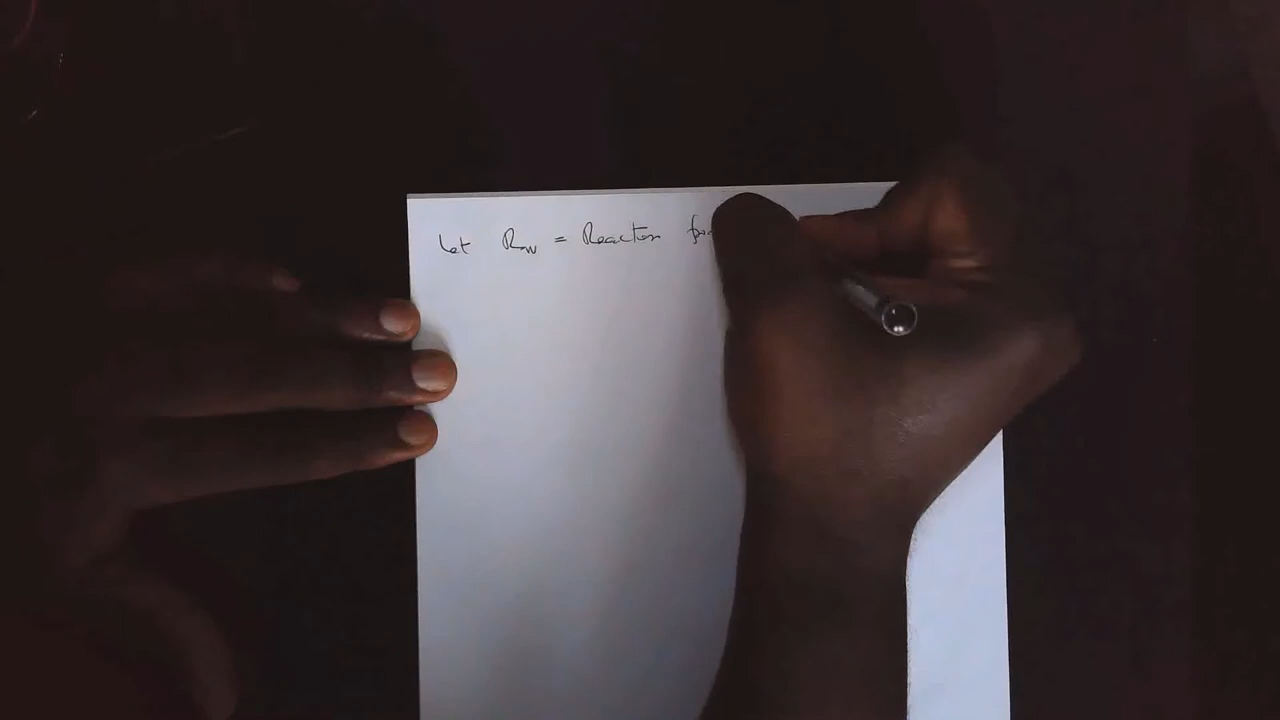 Let Rw = Reaction